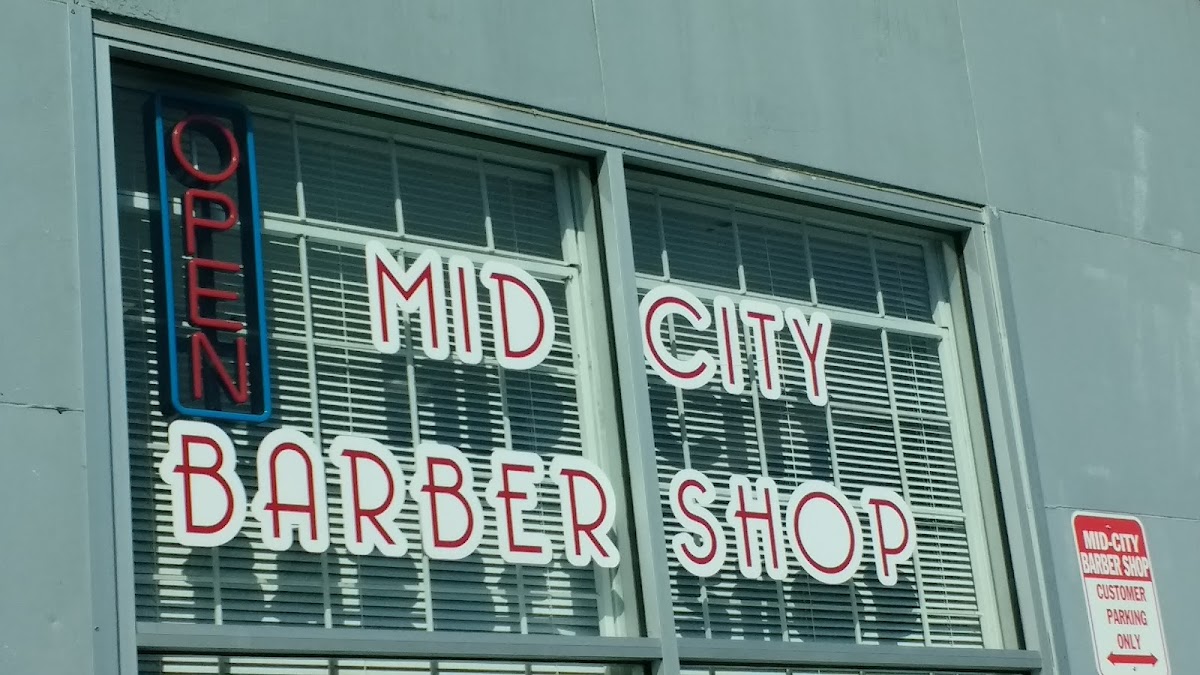 OPEN
MID CITY
BARBER SHOP
MID-CITY
BARBER SHOP
CUSTOMER
PARKING
ONLY